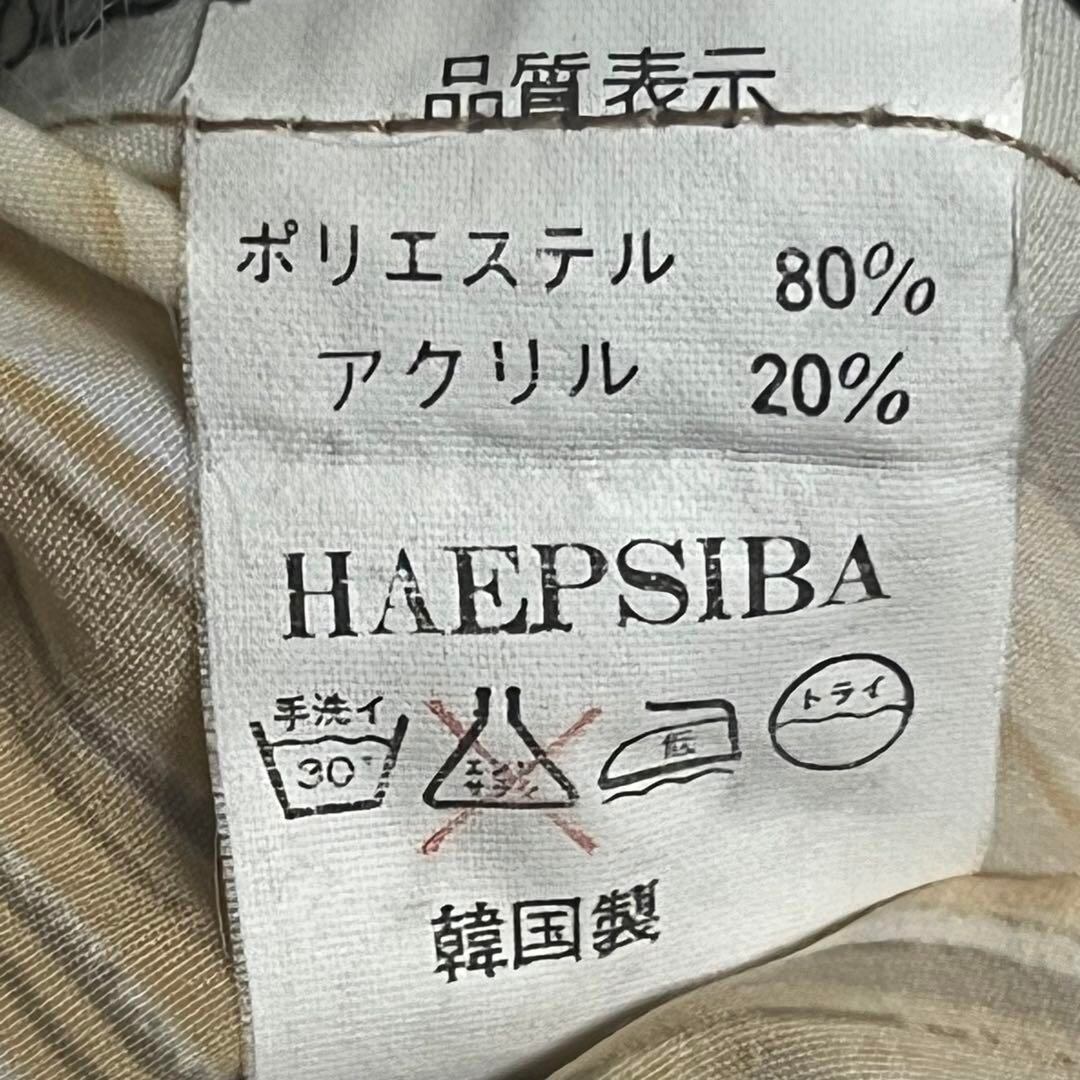 品質表示
ポリエステル 80%
アクリル 20%
HAEPSIBA
手洗イ
30
エンソ
サラシ
低
トライ
韓国製